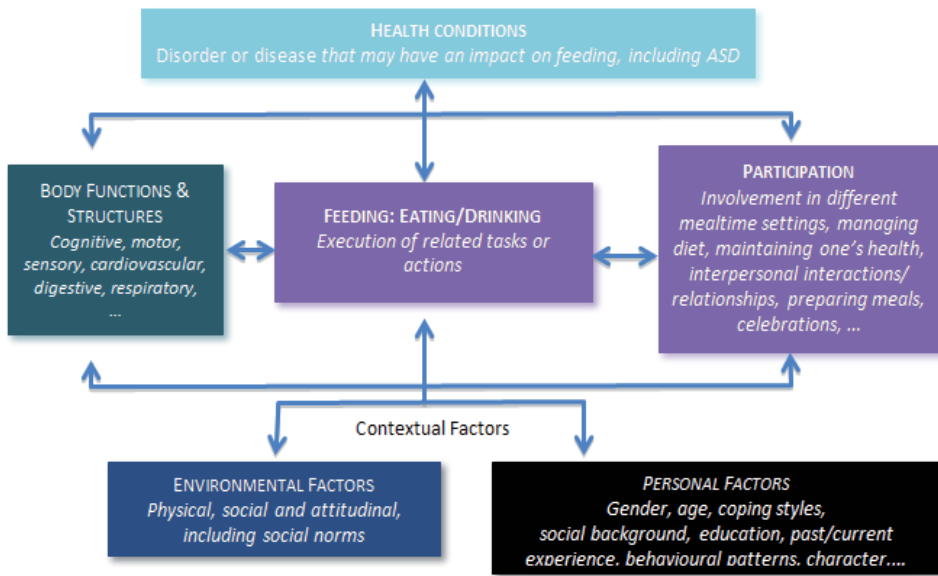 HEALTH CONDITIONS
Disorder or disease that may have an impact on feeding, including ASD
BODY FUNCTIONS &
STRUCTURES
Cognitive, motor,
sensory, cardiovascular,
digestive, respiratory,
...
FEEDING: EATING/DRINKING
Execution of related tasks or
actions
PARTICIPATION
Involvement in different
mealtime settings, managing
diet, maintaining one's health,
interpersonal interactions/
relationships, preparing meals,
celebrations, ...
Contextual Factors
ENVIRONMENTAL FACTORS
Physical, social and attitudinal,
including social norms
PERSONAL FACTORS
Gender, age, coping styles,
social background, education, past/current
experience, behavioural patterns, character,...